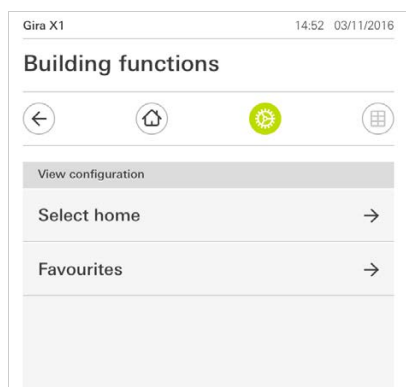 Gira X1 14:52 03/11/2016
Building functions
View configuration
Select home
Favourites